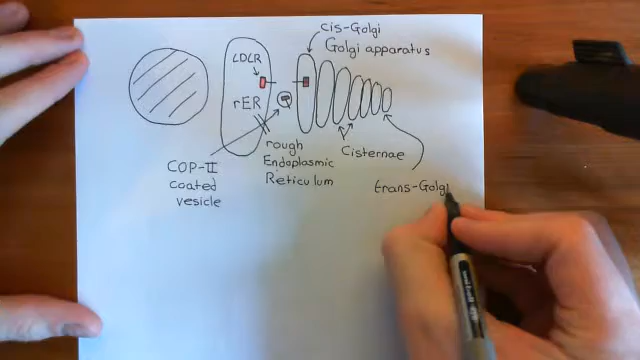 cis-Golgi
Golgi apparatus
LDLR
rER
rough
Endoplasmic
Reticulum
Cisternae
COP-II
coated
vesicle
trans-Golgi